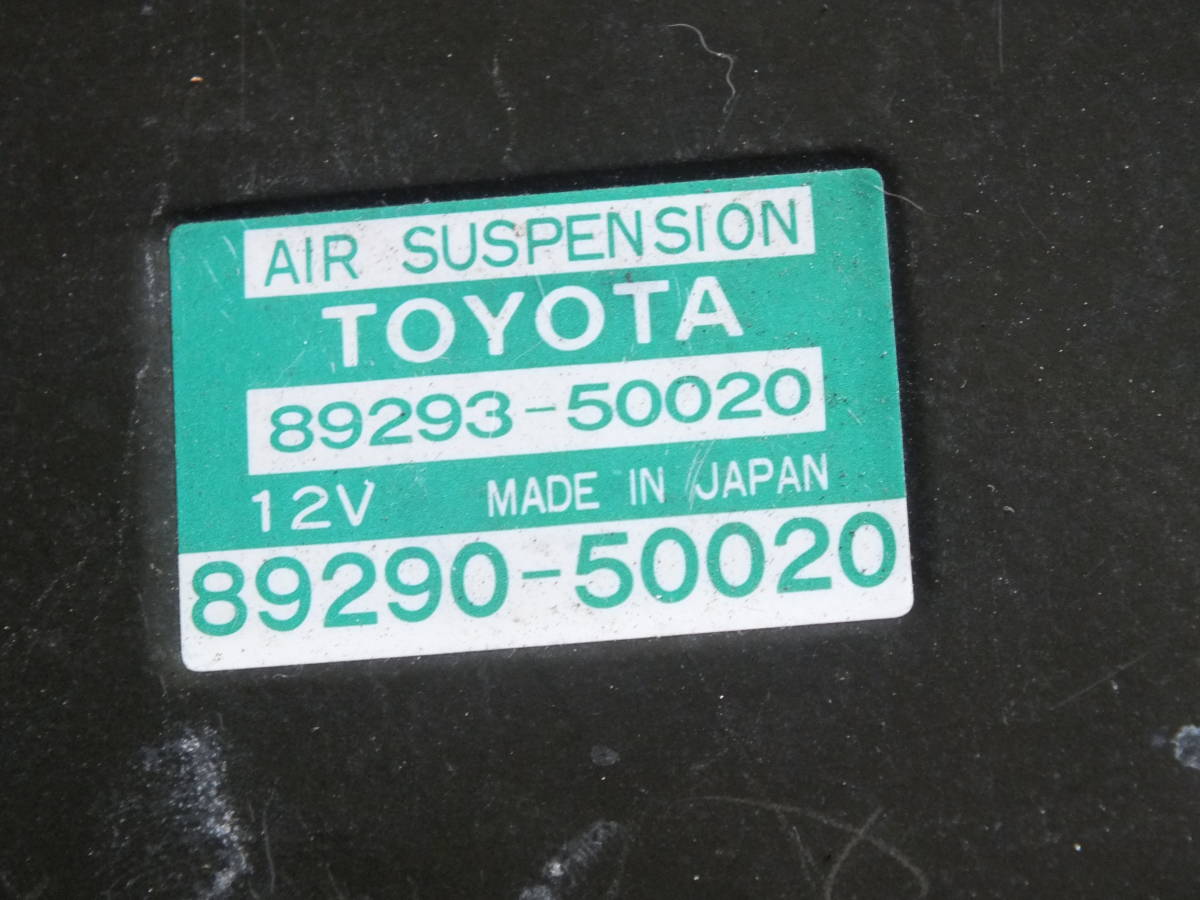 AIR SUSPENSION
TOYOTA
89293-50020
12V MADE IN JAPAN
89290-50020